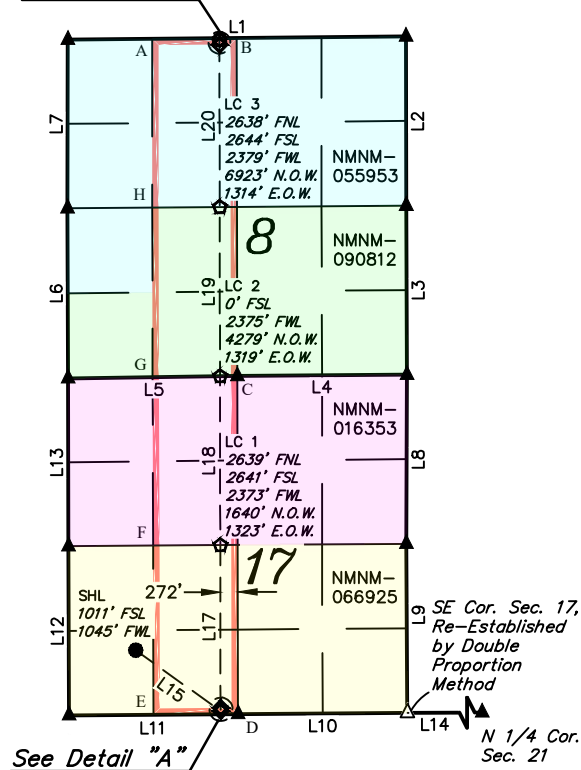 L1
A
B
L7
L20
L2
LC 3
2638' FNL
2644' FSL
2379' FWL
6923' N.O.W.
1314' E.O.W.
NMNM-
055953
H
8
NMNM-
090812
L6
L19
L3
LC 2
0' FSL
2375' FWL
4279' N.O.W.
1319' E.O.W.
G
L5
C
L4
NMNM-
016353
L13
L18
L8
LC 1
2639' FNL
2641' FSL
2373' FWL
1640' N.O.W.
1323' E.O.W.
F
17
NMNM-
066925
272'
SHL
1011' FSL
1045' FWL
L12
L17
L9
SE Cor. Sec. 17,
Re-Established
by Double
Proportion
Method
L15
E
L11
D
L10
L14
N 1/4 Cor.
Sec. 21
See Detail "A"